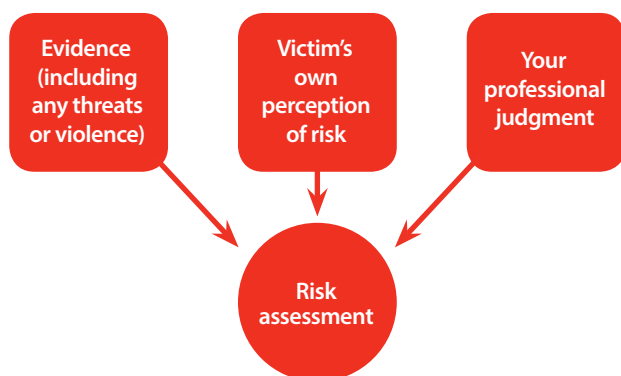 Evidence
(including
any threats
or violence)
Victim’s
own
perception
of risk
Your
professional
judgment
Risk
assessment